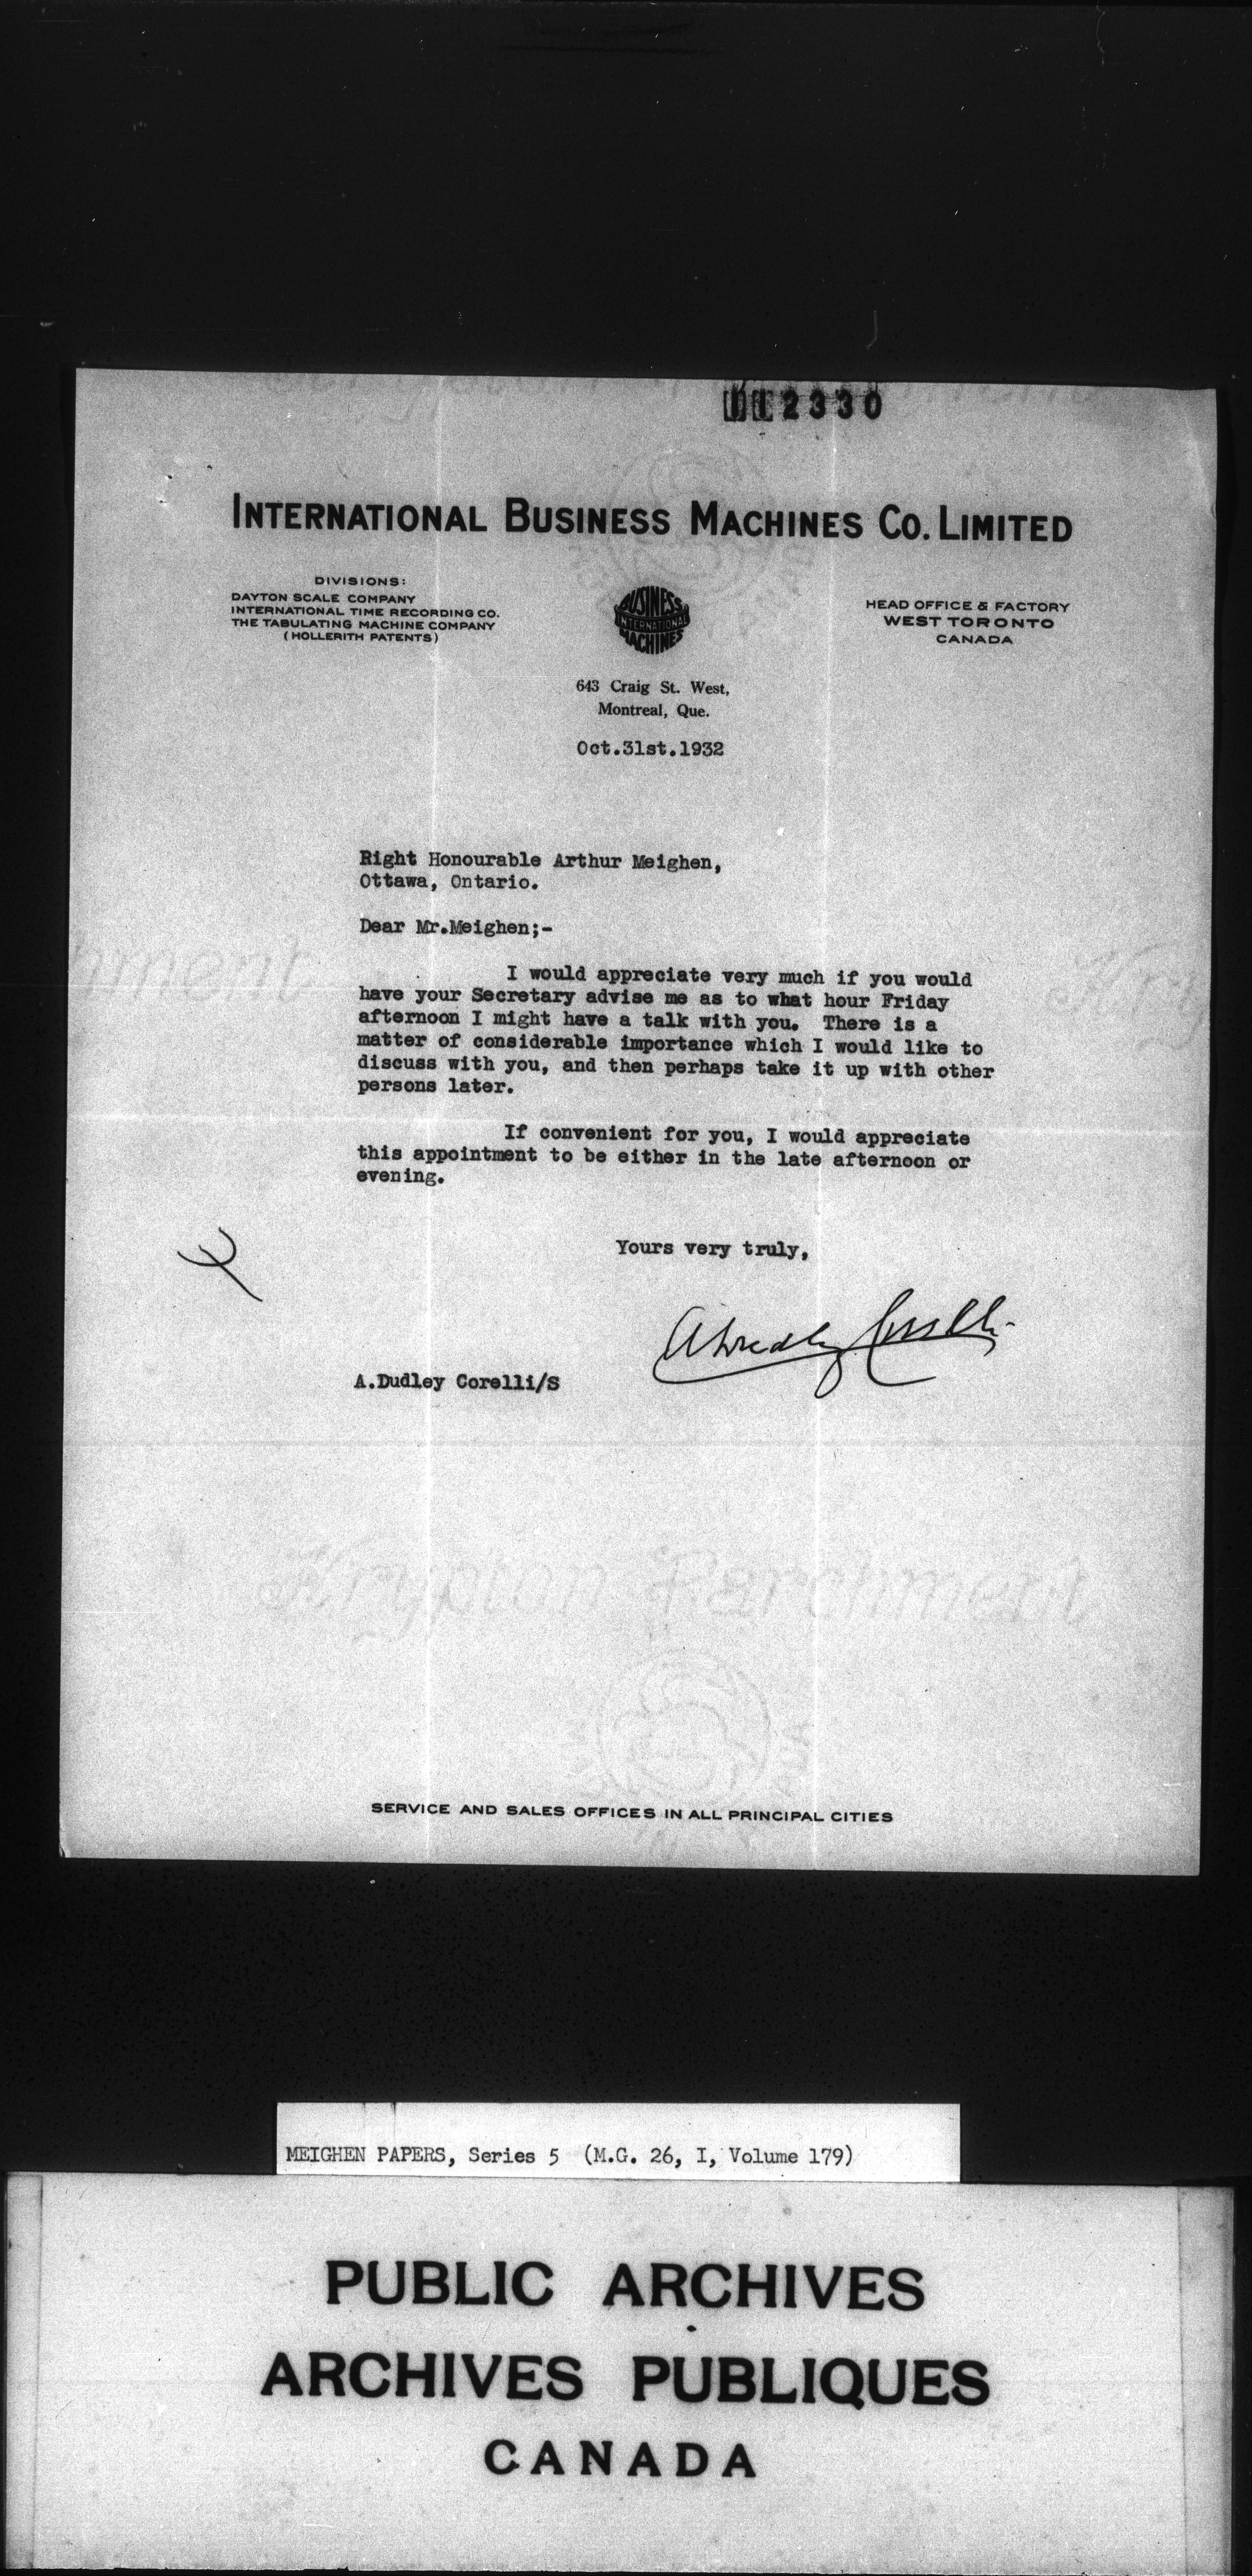 112330
INTERNATIONAL BUSINESS MACHINES CO. LIMITED
DIVISIONS:
DAYTON SCALE COMPANY
INTERNATIONAL TIME RECORDING CO.
THE TABULATING MACHINE COMPANY
(HOLLERITH PATENTS)
BUSINESS
INTERNATIONAL
MACHINES
HEAD OFFICE & FACTORY
WEST TORONTO
CANADA
643 Craig St. West,
Montreal, Que.
Oct.31st.1932
Right Honourable Arthur Meighen,
Ottawa, Ontario.
Dear Mr.Meighen;-
I would appreciate very much if you would
have your Secretary advise me as to what hour Friday
afternoon I might have a talk with you. There is a
matter of considerable importance which I would like to
discuss with you, and then perhaps take it up with other
persons later.
If convenient for you, I would appreciate
this appointment to be either in the late afternoon or
evening.
Yours very truly,
A Dudley Corelli
A.Dudley Corelli/S
Krypton Parchment
SERVICE AND SALES OFFICES IN ALL PRINCIPAL CITIES
MEIGHEN PAPERS, Series 5 (M.G. 26, I, Volume 179)
PUBLIC ARCHIVES
ARCHIVES PUBLIQUES
CANADA